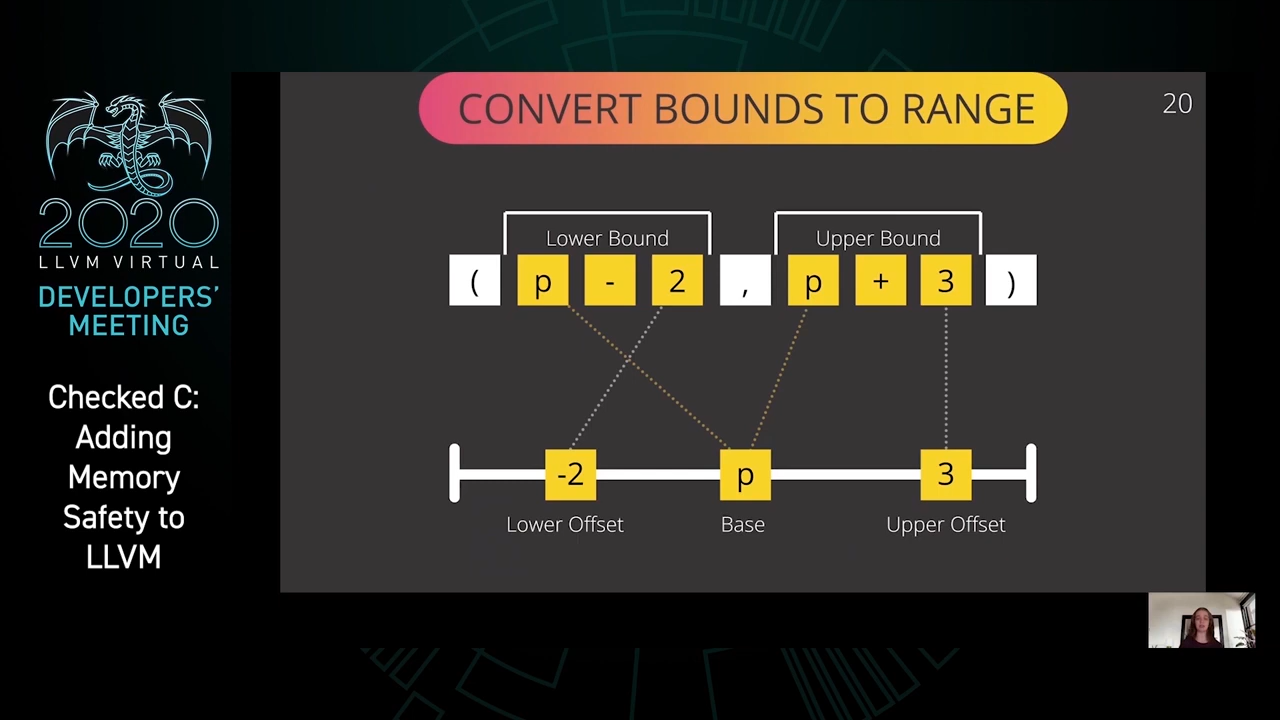 2020
LLVM VIRTUAL
DEVELOPERS'
MEETING
Checked C:
Adding
Memory
Safety to
LLVM
CONVERT BOUNDS TO RANGE
20
Lower Bound Upper Bound
( p - 2 , p + 3 )
-2 p 3
Lower Offset Base Upper Offset